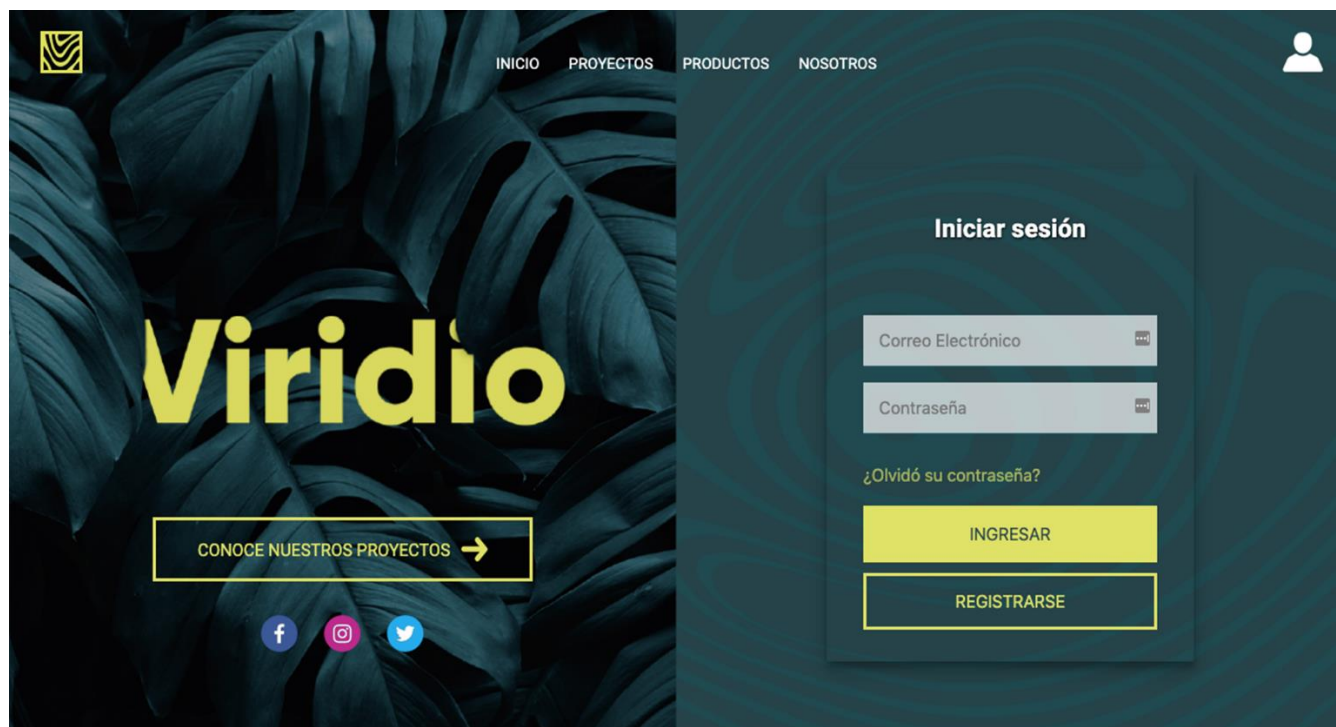 INICIO PROYECTOS PRODUCTOS NOSOTROS
Viridio
CONOCE NUESTROS PROYECTOS
Iniciar sesión
Correo Electrónico
Contraseña
¿Olvidó su contraseña?
INGRESAR
REGISTRARSE